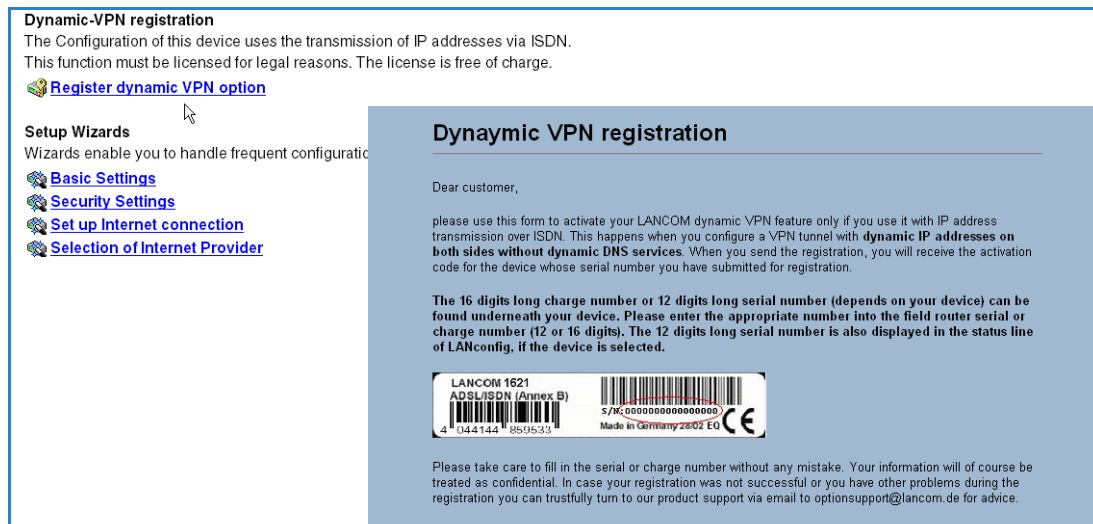 Dynamic-VPN registration
The Configuration of this device uses the transmission of IP addresses via ISDN.
This function must be licensed for legal reasons. The license is free of charge.
Register dynamic VPN option
Setup Wizards
Wizards enable you to handle frequent configuratio
Basic Settings
Security Settings
Set up Internet connection
Selection of Internet Provider
Dynaymic VPN registration
Dear customer,
please use this form to activate your LANCOM dynamic VPN feature only if you use it with IP address
transmission over ISDN. This happens when you configure a VPN tunnel with dynamic IP addresses on
both sides without dynamic DNS services. When you send the registration, you will receive the activation
code for the device whose serial number you have submitted for registration.
The 16 digits long charge number or 12 digits long serial number (depends on your device) can be
found underneath your device. Please enter the appropriate number into the field router serial or
charge number (12 or 16 digits). The 12 digits long serial number is also displayed in the status line
of LANconfig, if the device is selected.
LANCOM 1621
ADSL/ISDN (Annex B)
4 044144 859533
S/N:0000000000000000
Made in Germany 28/02 EQ CE
Please take care to fill in the serial or charge number without any mistake. Your information will of course be
treated as confidential. In case your registration was not successful or you have other problems during the
registration you can trustfully turn to our product support via email to optionsupport@lancom.de for advice.